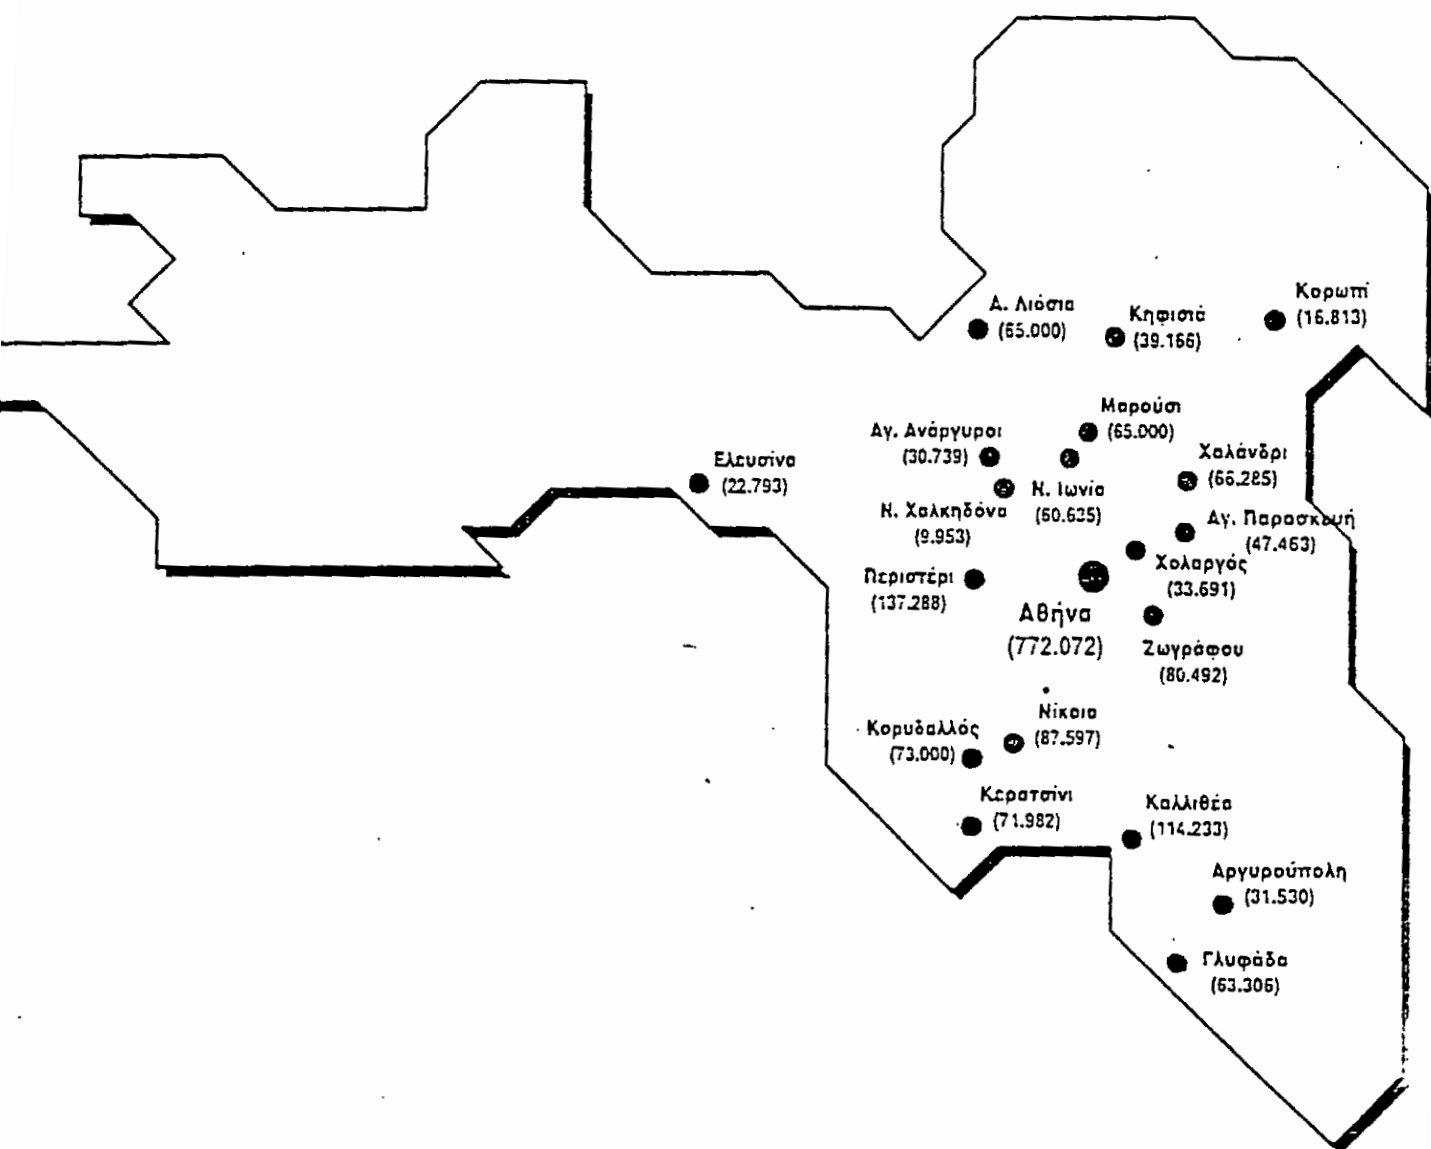 Α. Λιόσια
(65.000)
Κηφισιά
(39.166)
Κορωπί
(16.813)
Μαρούσι
(65.000)
Αγ. Ανάργυροι
(30.739)
Χαλάνδρι
(66.285)
Ελευσίνα
(22.793)
Ν. Ιωνία
(60.635)
Ν. Χαλκηδόνα
(9.953)
Αγ. Παρασκευή
(47.463)
Χολαργός
(33.691)
Περιστέρι
(137.288)
Αθήνα
(772.072)
Ζωγράφου
(80.492)
Νίκαια
(87.597)
Κορυδαλλός
(73.000)
Κερατσίνι
(71.982)
Καλλιθέα
(114.233)
Αργυρούπολη
(31.530)
Γλυφάδα
(63.306)